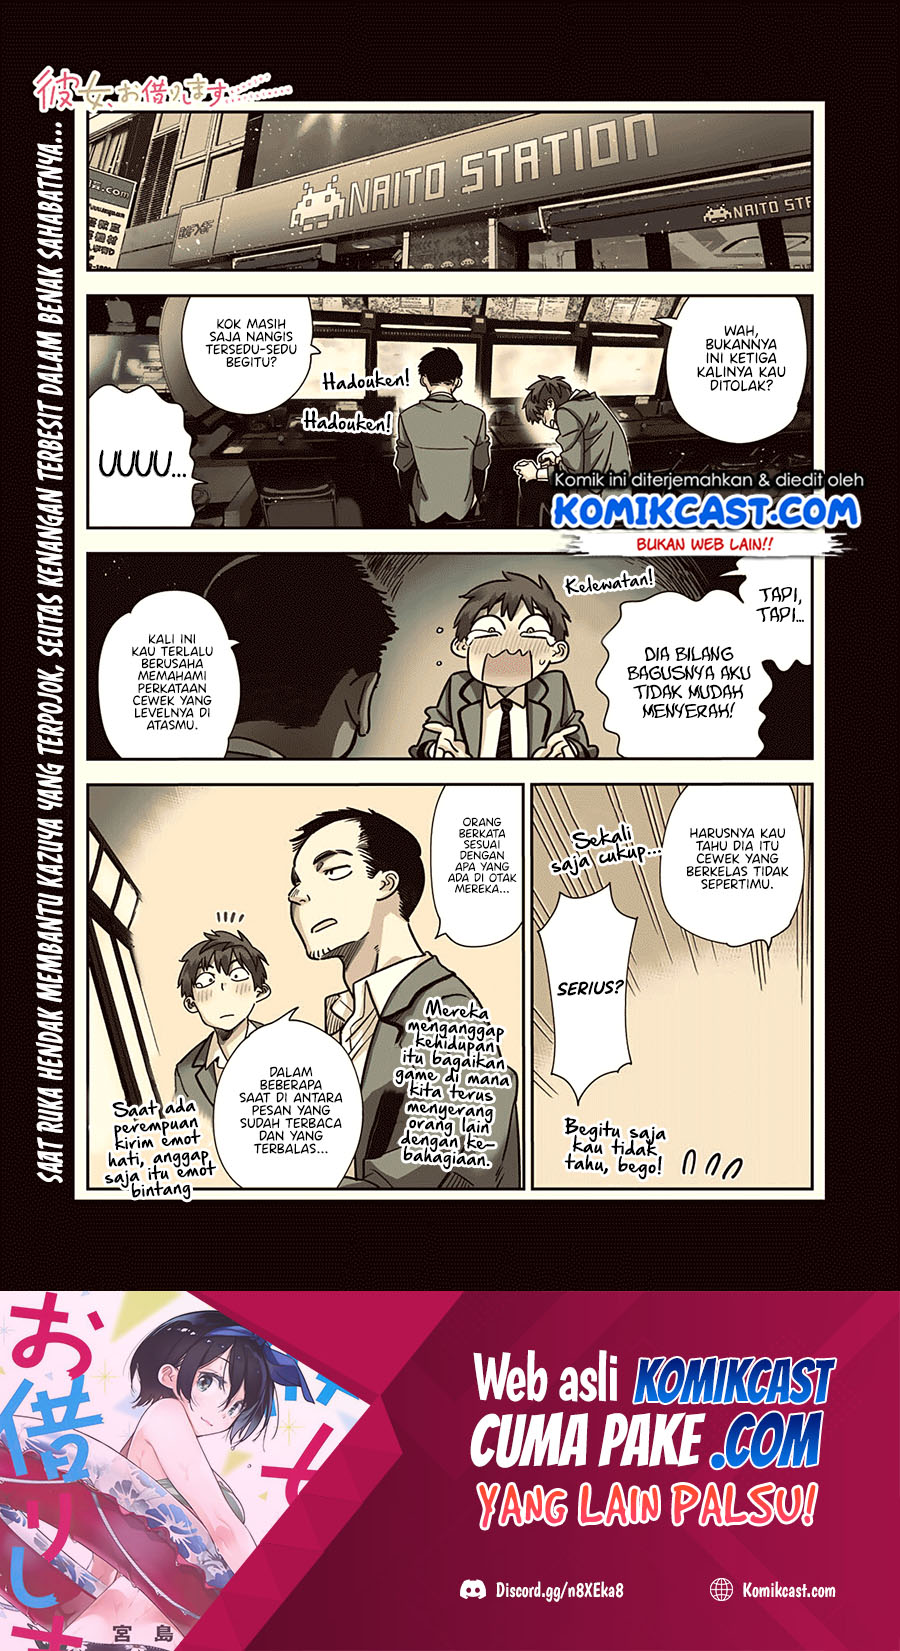 彼女、お借りします
SAAT RUKA HENDAK MEMBANTU KAZUYA YANG TERPOJOK, SEUTAS KENANGAN TERBESIT DALAM BENAK SAHABATNYA...
NAITO STATION
NAITO STA
WAH,
BUKANNYA
INI KETIGA
KALINYA KAU
DITOLAK?
KOK MASIH
SAJA NANGIS
TERSEDU-SEDU
BEGITU?
Hadouken!
Hadouken!
UUUU...
Komik ini diterjemahkan & diedit oleh
KOMIKCAST.COM
BUKAN WEB LAIN!!
TAPI,
TAPI...
DIA BILANG
BAGUSNYA AKU
TIDAK MUDAH
MENYERAH!
Kelewatan!
KALI INI
KAU TERLALU
BERUSAHA
MEMAHAMI
PERKATAAN
CEWEK YANG
LEVELNYA DI
ATASMU.
HARUSNYA KAU
TAHU DIA ITU
CEWEK YANG
BERKELAS TIDAK
SEPERTIMU.
Sekali
saja cukup...
SERIUS?
Begitu saja
kau tidak
tahu, bego!
ORANG
BERKATA
SESUAI
DENGAN
APA YANG
ADA DI OTAK
MEREKA...
Mereka
menganggap
kehidupan
itu bagaikan
game di mana
kita terus
menyerang
orang lain
dengan ke-
bahagiaan.
DALAM
BEBERAPA
SAAT DI ANTARA
PESAN YANG
SUDAH TERBACA
DAN YANG
TERBALAS...
Saat ada
perempuan
kirim emot
hati, anggap
saja itu emot
bintang
お借りしま
宮島
Web asli KOMIKCAST
CUMA PAKE .COM
YANG LAIN PALSU!
Discord.gg/n8XEka8
Komikcast.com